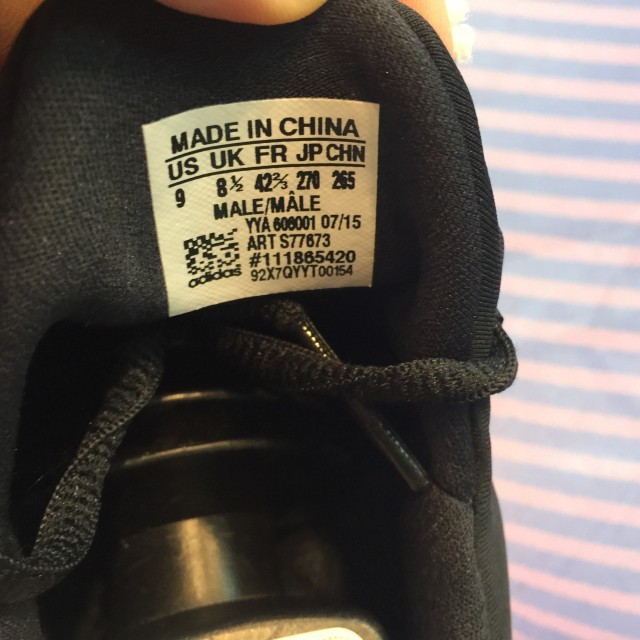 MADE IN CHINA
US UK FR JP CHN
9 8½ 42⅔ 270 265
MALE/MÂLE
YYA 606001 07/15
ART S77673
#111865420
92X7QYYT00154
adidas